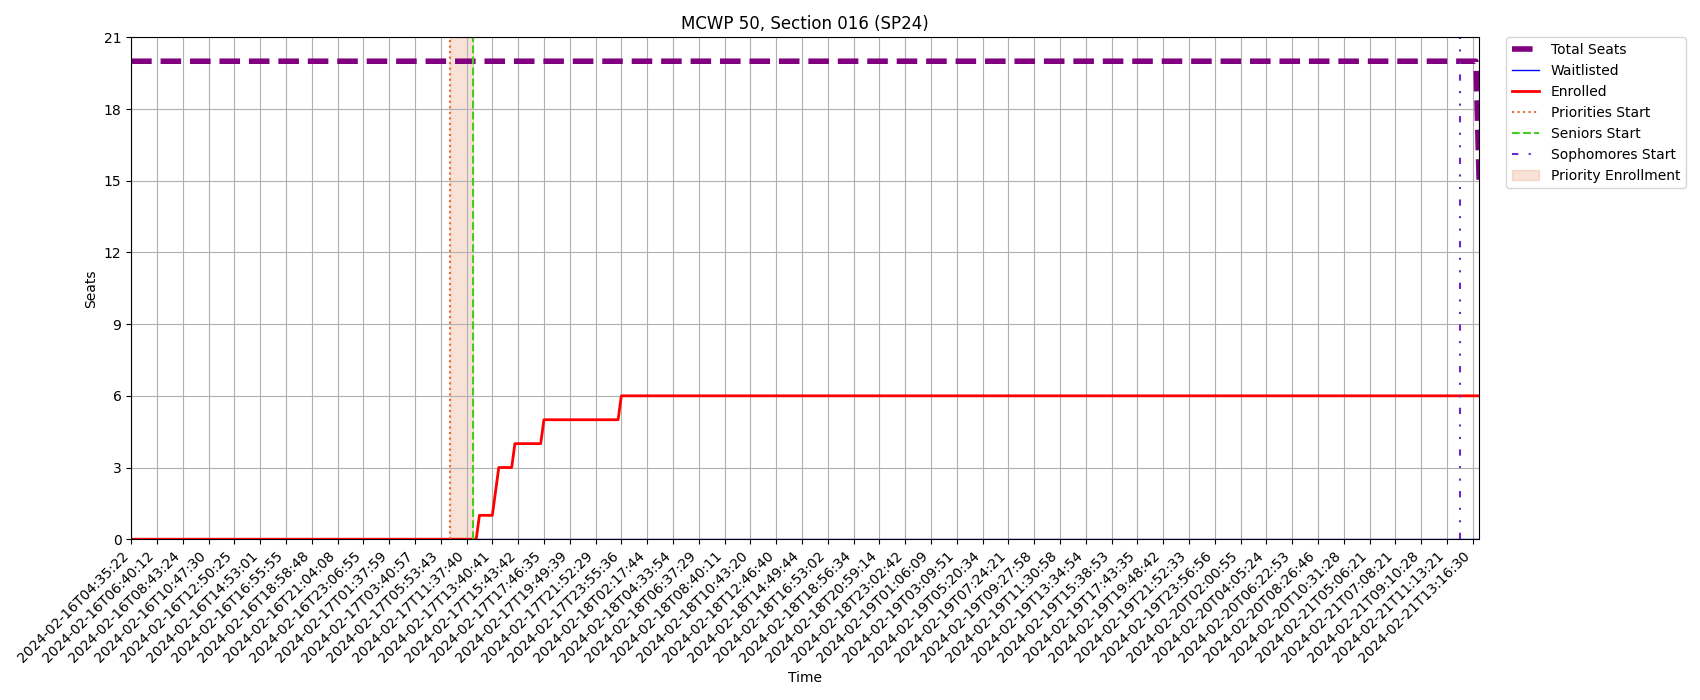 MCWP 50, Section 016 (SP24)
21
18
15
12
9
6
3
0
Seats
Total Seats
Waitlisted
Enrolled
Priorities Start
Seniors Start
Sophomores Start
Priority Enrollment
2024-02-16T04:35:22
2024-02-16T06:40:12
2024-02-16T08:43:24
2024-02-16T10:47:30
2024-02-16T12:50:25
2024-02-16T14:53:01
2024-02-16T16:55:55
2024-02-16T18:58:48
2024-02-16T21:04:08
2024-02-16T23:06:55
2024-02-17T01:37:59
2024-02-17T03:40:57
2024-02-17T05:53:43
2024-02-17T11:37:40
2024-02-17T13:40:41
2024-02-17T15:43:42
2024-02-17T17:46:35
2024-02-17T19:49:39
2024-02-17T21:52:29
2024-02-17T23:55:36
2024-02-18T02:17:44
2024-02-18T04:33:54
2024-02-18T06:37:29
2024-02-18T08:40:11
2024-02-18T10:43:20
2024-02-18T12:46:40
2024-02-18T14:49:44
2024-02-18T16:53:02
2024-02-18T18:56:34
2024-02-18T20:59:14
2024-02-18T23:02:42
2024-02-19T01:06:09
2024-02-19T03:09:51
2024-02-19T05:20:34
2024-02-19T07:24:21
2024-02-19T09:27:58
2024-02-19T11:30:58
2024-02-19T13:34:54
2024-02-19T15:38:53
2024-02-19T17:43:35
2024-02-19T19:48:42
2024-02-19T21:52:33
2024-02-19T23:56:56
2024-02-20T02:00:55
2024-02-20T04:05:24
2024-02-20T06:22:53
2024-02-20T08:26:46
2024-02-20T10:31:28
2024-02-21T05:06:21
2024-02-21T07:08:21
2024-02-21T09:10:28
2024-02-21T11:13:21
2024-02-21T13:16:30
Time